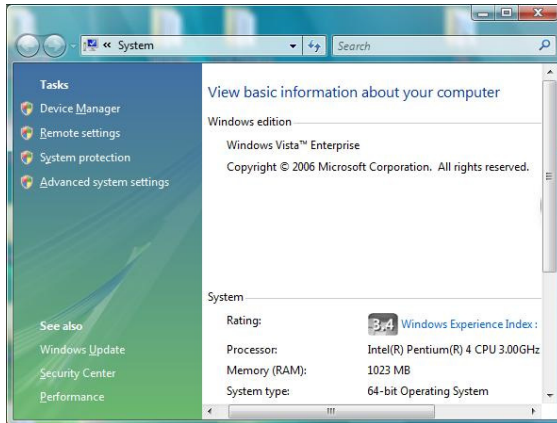 « System
Search
Tasks
Device Manager
Remote settings
System protection
Advanced system settings
See also
Windows Update
Security Center
Performance
View basic information about your computer
Windows edition
Windows Vista™ Enterprise
Copyright © 2006 Microsoft Corporation. All rights reserved.
System
Rating: 3.4 Windows Experience Index :
Processor: Intel(R) Pentium(R) 4 CPU 3.00GHz
Memory (RAM): 1023 MB
System type: 64-bit Operating System